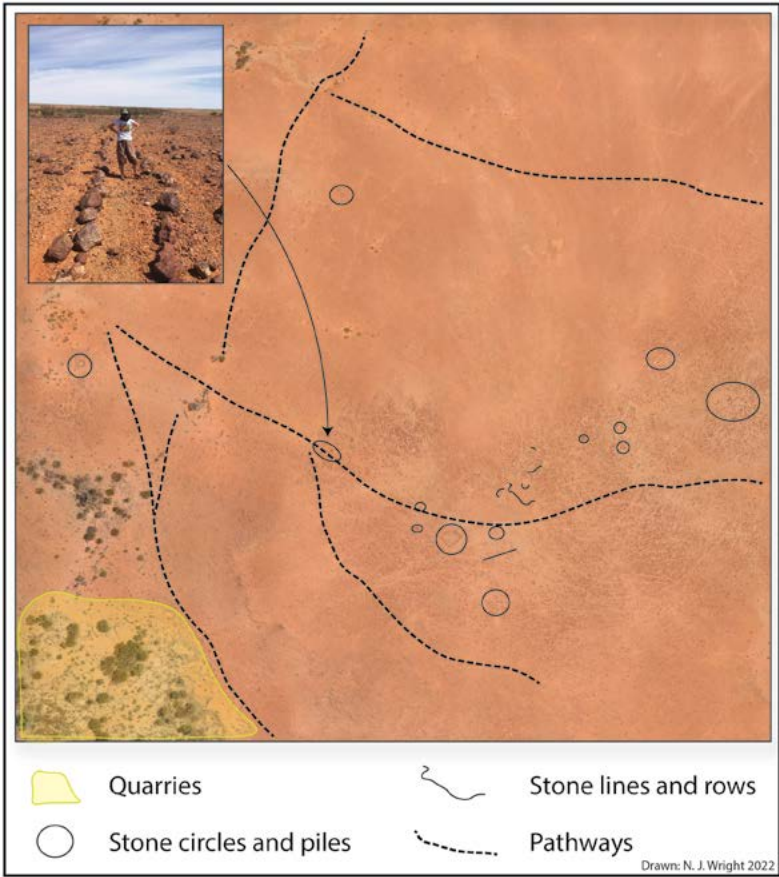 Quarries
Stone lines and rows
Stone circles and piles
Pathways
Drawn: N. J. Wright 2022